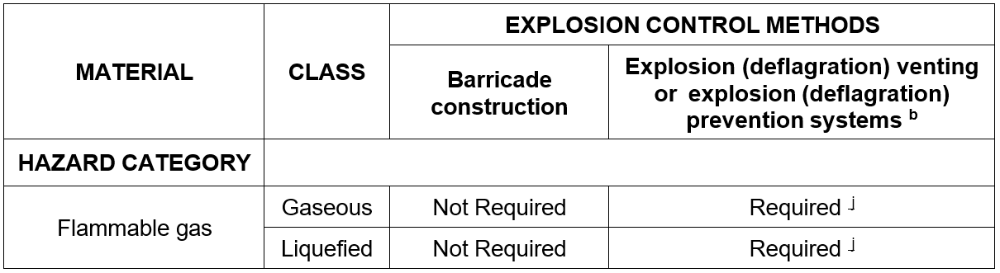 MATERIAL
CLASS
EXPLOSION CONTROL METHODS
Barricade
construction
Explosion (deflagration) venting
or explosion (deflagration)
prevention systems b
HAZARD CATEGORY
Flammable gas
Gaseous
Not Required
Required j
Liquefied
Not Required
Required j